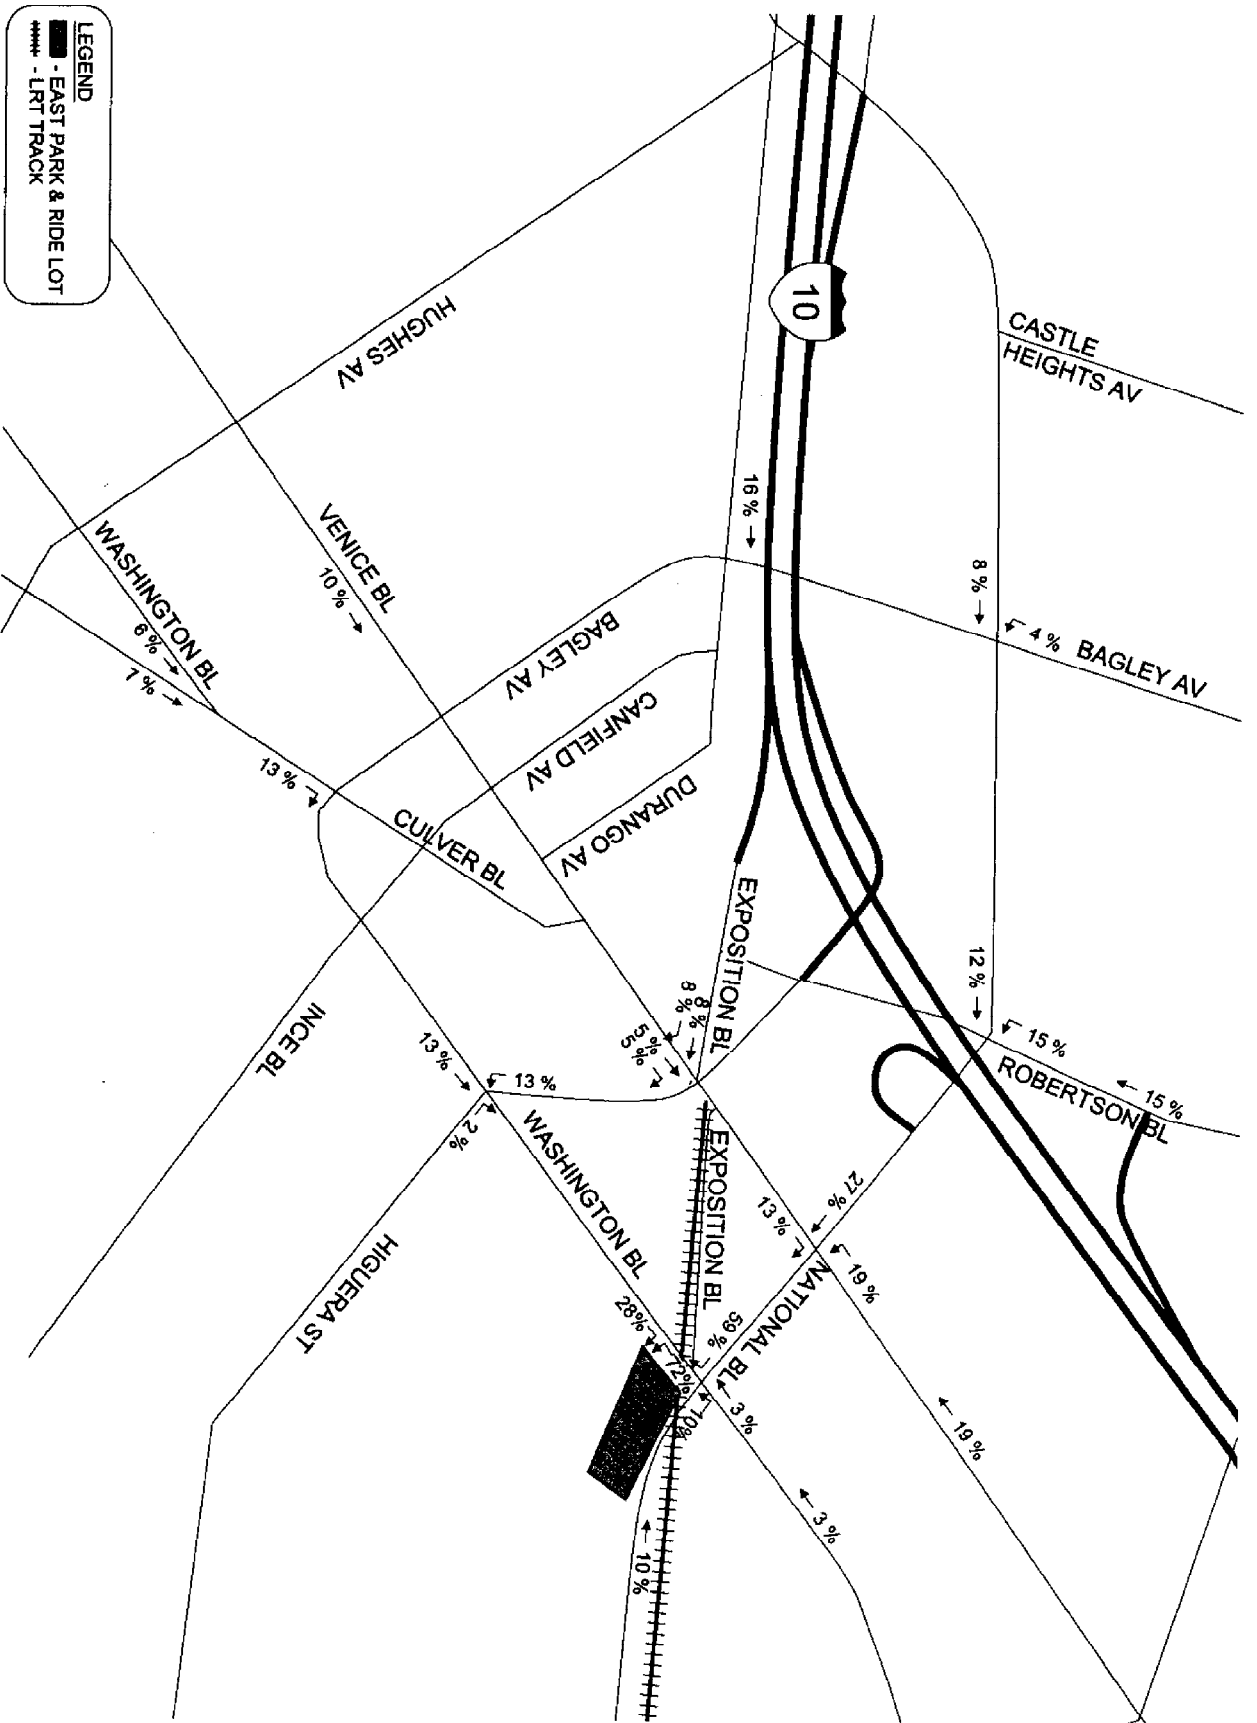 LEGEND
- EAST PARK & RIDE LOT
- LRT TRACK
10
CASTLE
HEIGHTS AV
HUGHES AV
16 %
8 %
4 %
BAGLEY AV
VENICE BL
10 %
WASHINGTON BL
6 %
7 %
BAGLEY AV
CANFIELD AV
DURANGO AV
13 %
CULVER BL
EXPOSITION BL
12 %
15 %
ROBERTSON BL
15 %
8 %
8 %
5 %
5 %
INCE BL
13 %
13 %
2 %
WASHINGTON BL
EXPOSITION BL
27 %
13 %
19 %
NATIONAL BL
HIGUERA ST
28%
59 %
72%
10%
3 %
19 %
3 %
10 %